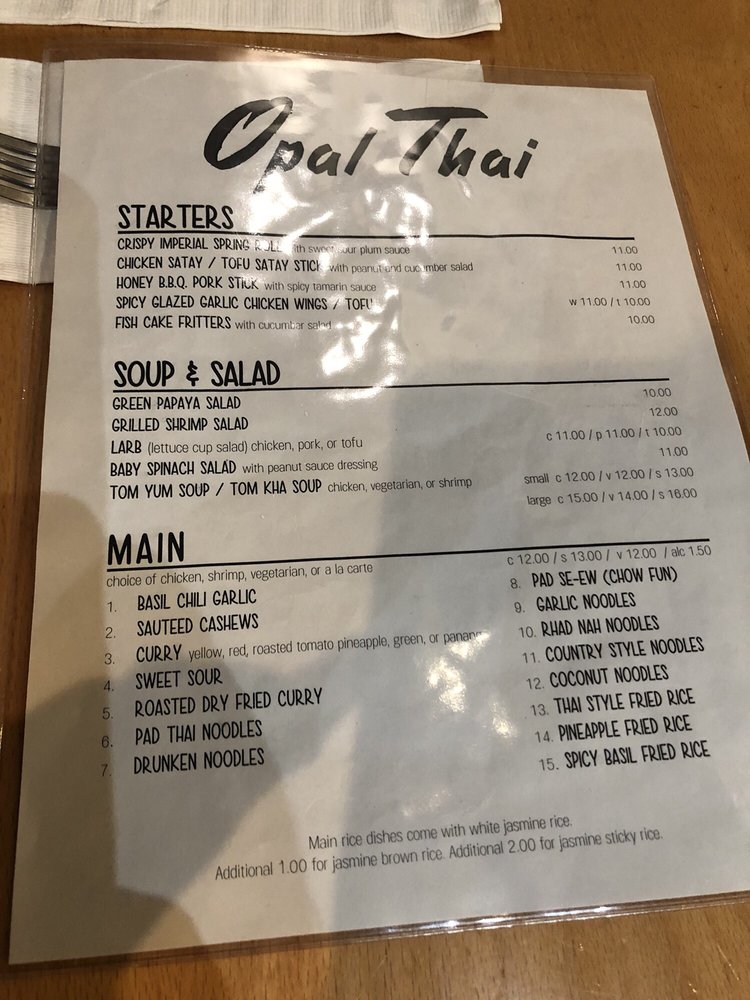 Opal Thai
STARTERS
CRISPY IMPERIAL SPRING ROLL with sweet sour plum sauce 11.00
CHICKEN SATAY / TOFU SATAY STICK with peanut and cucumber salad 11.00
HONEY B.B.Q. PORK STICK with spicy tamarin sauce 11.00
SPICY GLAZED GARLIC CHICKEN WINGS / TOFU w 11.00 / t 10.00
FISH CAKE FRITTERS with cucumbar salad 10.00
SOUP & SALAD
GREEN PAPAYA SALAD 10.00
GRILLED SHRIMP SALAD 12.00
LARB (lettuce cup salad) chicken, pork, or tofu c 11.00 / p 11.00 / t 10.00
BABY SPINACH SALAD with peanut sauce dressing 11.00
TOM YUM SOUP / TOM KHA SOUP chicken, vegetarian, or shrimp small c 12.00 / v 12.00 / s 13.00
large c 15.00 / v 14.00 / s 16.00
MAIN
choice of chicken, shrimp, vegetarian, or a la carte c 12.00 / s 13.00 / v 12.00 / alc 1.50
1. BASIL CHILI GARLIC
2. SAUTEED CASHEWS
3. CURRY yellow, red, roasted tomato pineapple, green, or panang
4. SWEET SOUR
5. ROASTED DRY FRIED CURRY
6. PAD THAI NOODLES
7. DRUNKEN NOODLES
8. PAD SE-EW (CHOW FUN)
9. GARLIC NOODLES
10. RHAD NAH NOODLES
11. COUNTRY STYLE NOODLES
12. COCONUT NOODLES
13. THAI STYLE FRIED RICE
14. PINEAPPLE FRIED RICE
15. SPICY BASIL FRIED RICE
Main rice dishes come with white jasmine rice.
Additional 1.00 for jasmine brown rice. Additional 2.00 for jasmine sticky rice.